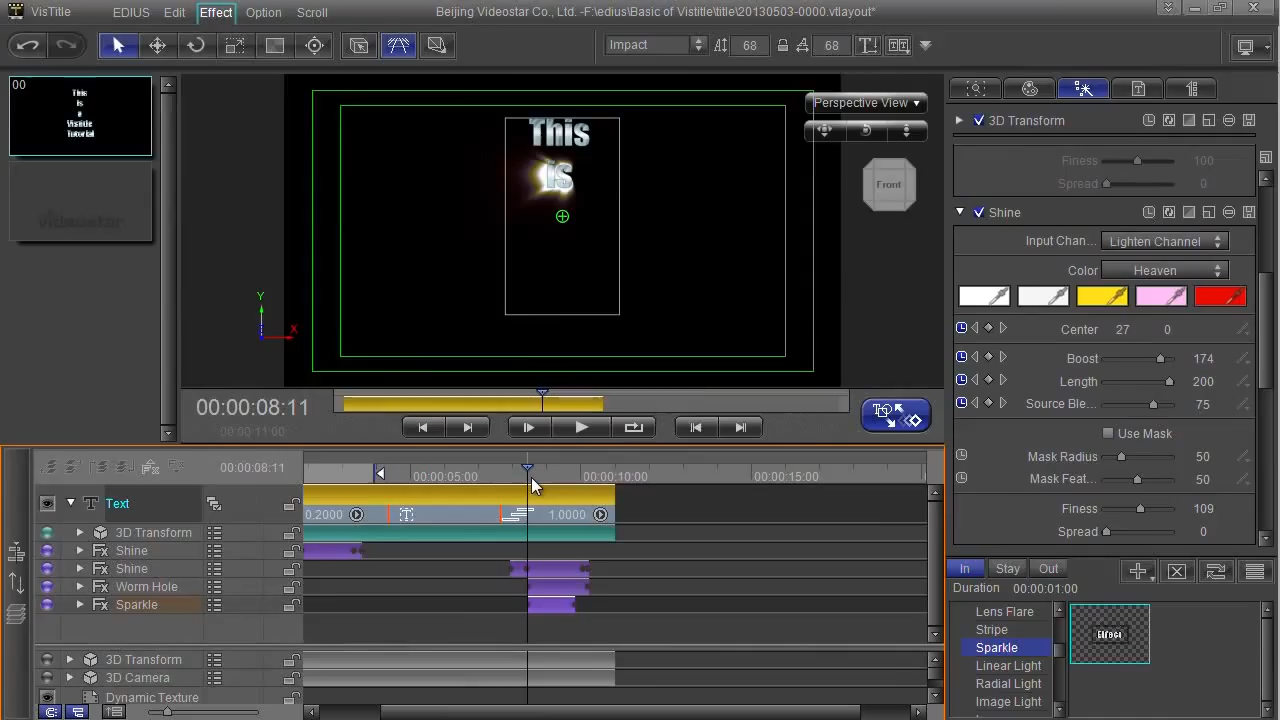 VisTitle
EDIUS
Edit
Effect
Option
Scroll
Beijing Videostar Co., Ltd. -F:\edius\Basic of Vistitle\title\20130503-0000.vtlayout*
Impact
68
68
00
This
is
a
Vistitle
Tutorial
Videostar
Perspective View
This
is
Front
Y
X
3D Transform
Finess 100
Spread 0
Shine
Input Chan... Lighten Channel
Color Heaven
Center 27 0
Boost 174
Length 200
Source Ble... 75
Use Mask
Mask Radius 50
Mask Feat... 50
Finess 109
Spread 0
00:00:08:11
00:00:11:00
00:00:08:11
00:00:05:00
00:00:10:00
00:00:15:00
Text
0.2000
1.0000
3D Transform
Shine
Shine
Worm Hole
Sparkle
3D Transform
3D Camera
Dynamic Texture
In
Stay
Out
Duration 00:00:01:00
Lens Flare
Stripe
Sparkle
Linear Light
Radial Light
Image Light
Effect